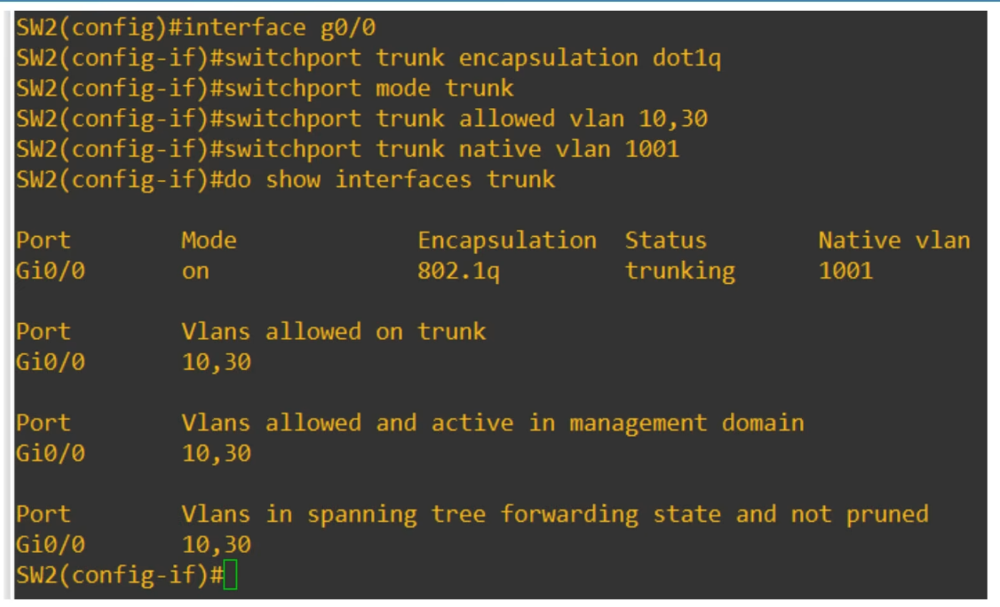 SW2(config)#interface g0/0
SW2(config-if)#switchport trunk encapsulation dot1q
SW2(config-if)#switchport mode trunk
SW2(config-if)#switchport trunk allowed vlan 10,30
SW2(config-if)#switchport trunk native vlan 1001
SW2(config-if)#do show interfaces trunk

Port        Mode             Encapsulation  Status        Native vlan
Gi0/0       on               802.1q         trunking      1001

Port        Vlans allowed on trunk
Gi0/0       10,30

Port        Vlans allowed and active in management domain
Gi0/0       10,30

Port        Vlans in spanning tree forwarding state and not pruned
Gi0/0       10,30
SW2(config-if)#